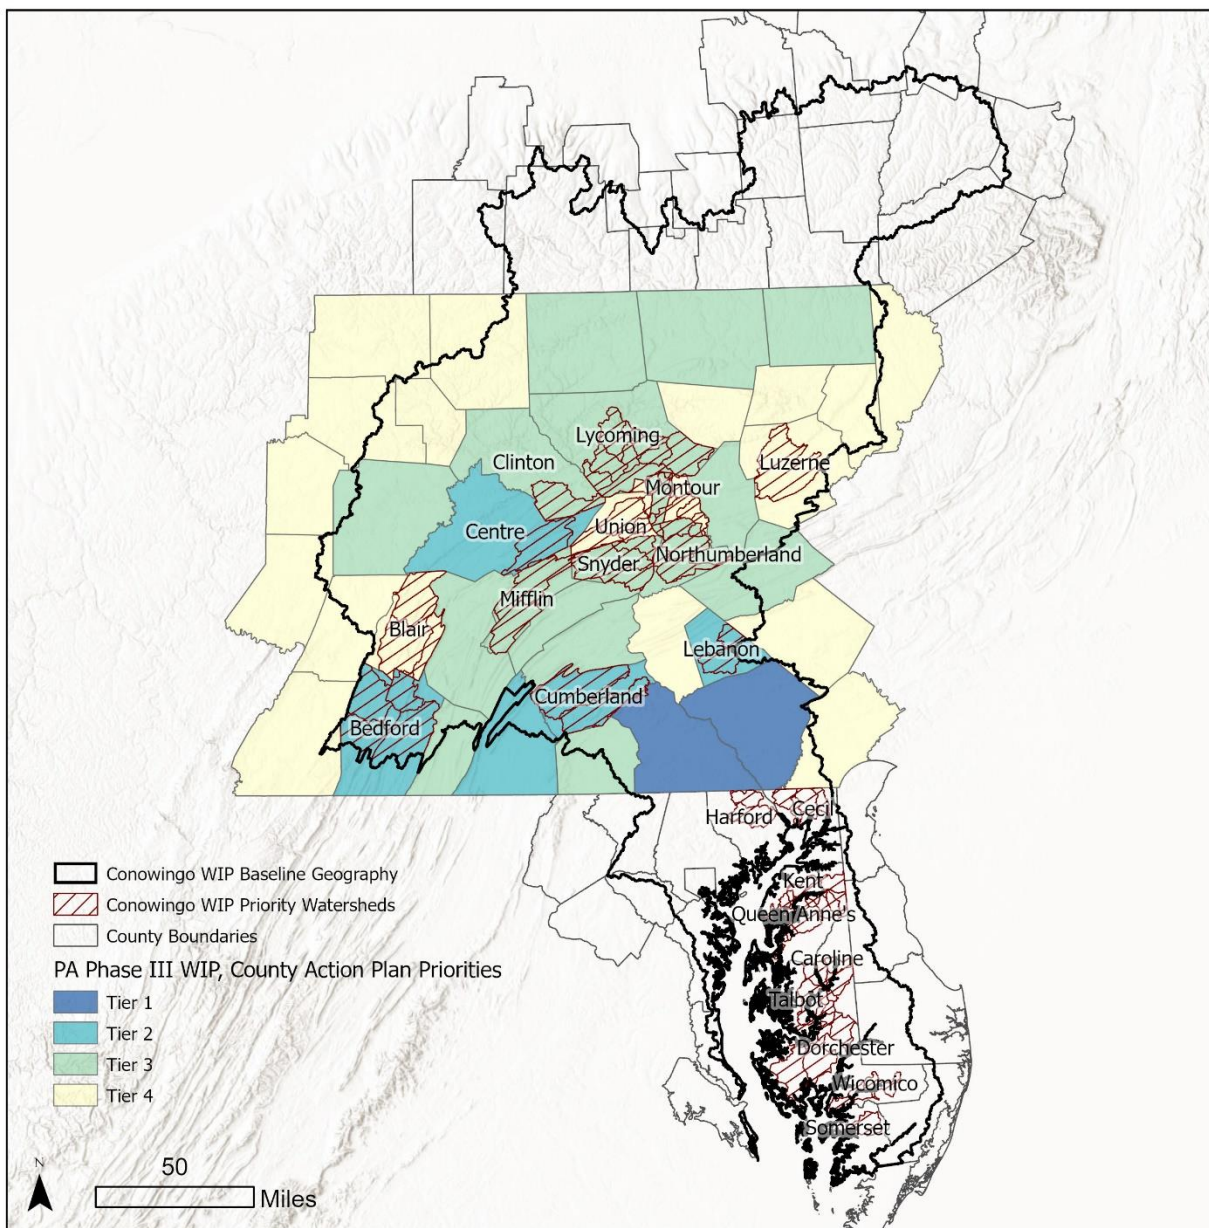 Lycoming
Clinton
Luzerne
Montour
Centre
Union
Northumberland
Snyder
Mifflin
Blair
Lebanon
Cumberland
Bedford
Harford
Cecil
Kent
Queen Anne's
Caroline
Talbot
Dorchester
Wicomico
Somerset
Conowingo WIP Baseline Geography
Conowingo WIP Priority Watersheds
County Boundaries
PA Phase III WIP, County Action Plan Priorities
Tier 1
Tier 2
Tier 3
Tier 4
N
50
Miles